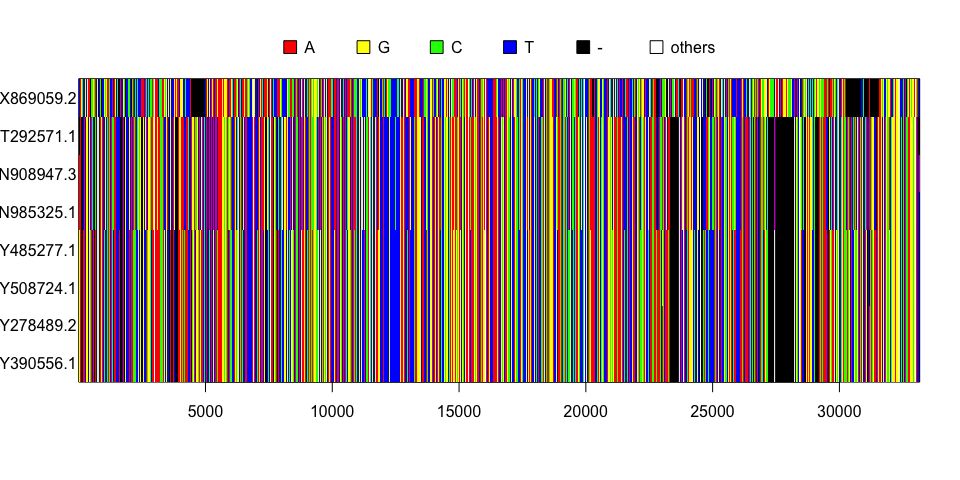 A G C T - others
X869059.2
T292571.1
N908947.3
N985325.1
Y485277.1
Y508724.1
Y278489.2
Y390556.1
5000 10000 15000 20000 25000 30000